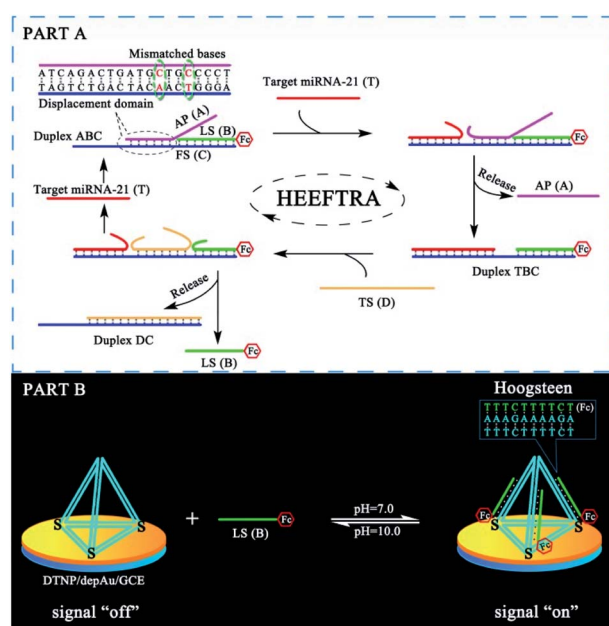 PART A
Mismatched bases
ATCAGACTGATGCTGCCCCT
TAGTCTGACTACAACTGGGA
Displacement domain
AP (A)
LS (B)
Fc
Duplex ABC
FS (C)
Target miRNA-21 (T)
Fc
Release
AP (A)
Target miRNA-21 (T)
HEEFTRA
Fc
Fc
Duplex TBC
Release
TS (D)
Duplex DC
Fc
LS (B)
PART B
Hoogsteen
TTTCTTTTCT (Fc)
AAAGAAAAGA
TTTCTTTTCT
S S
S
+
Fc
LS (B)
pH=7.0
pH=10.0
Fc S S Fc
S Fc
DTNP/depAu/GCE
signal “off”
signal “on”